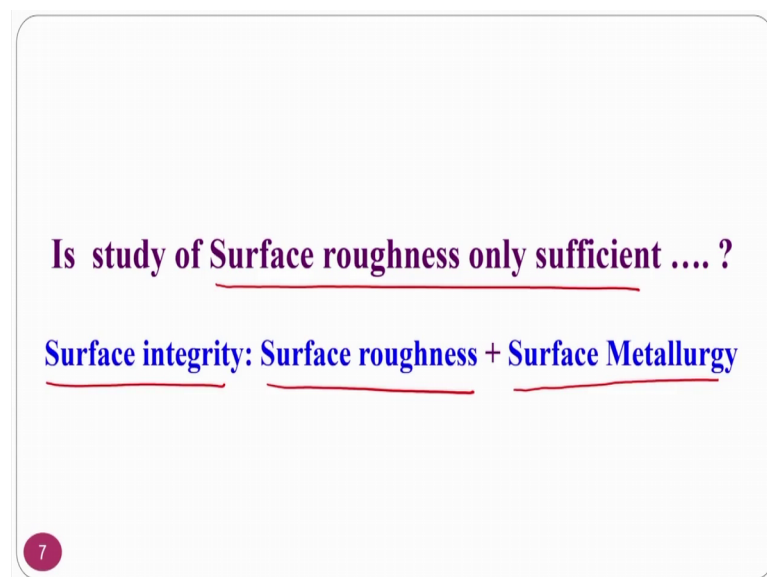 Is study of Surface roughness only sufficient .... ?
Surface integrity: Surface roughness + Surface Metallurgy
7